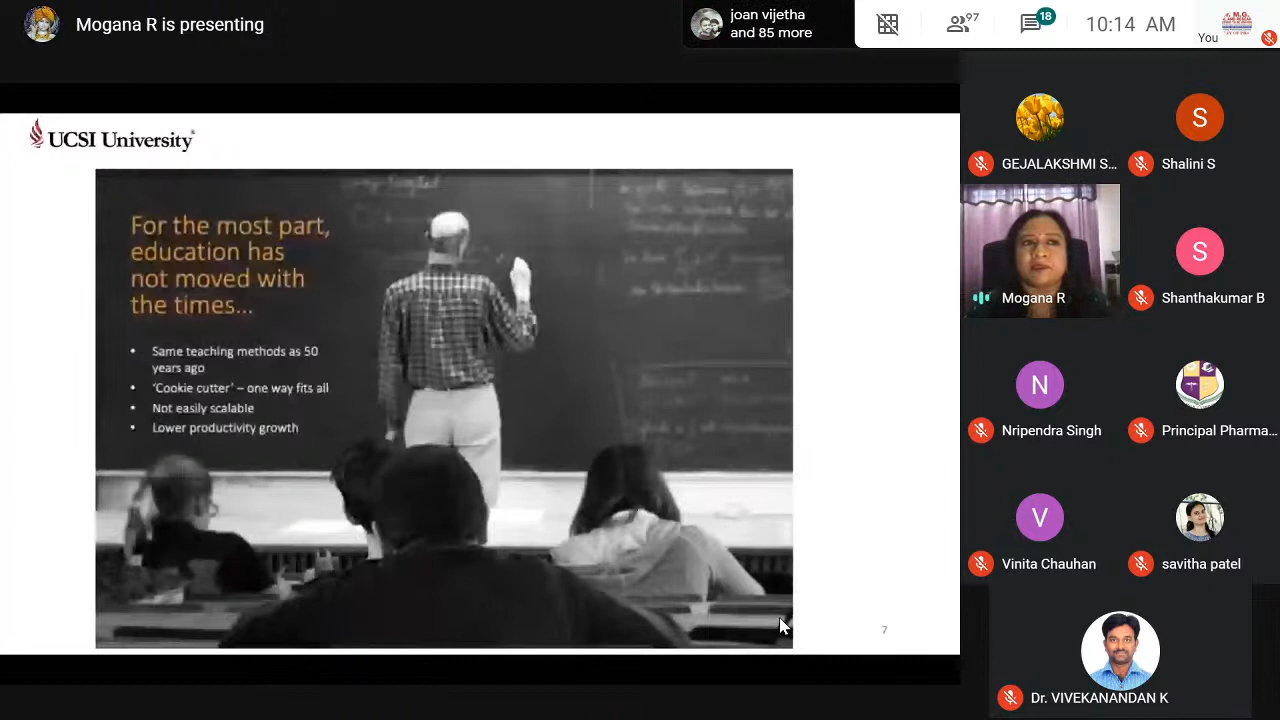 Mogana R is presenting
joan vijetha
and 85 more
97
18
10:14 AM
You
UCSI University
For the most part,
education has
not moved with
the times...
• Same teaching methods as 50
years ago
• 'Cookie cutter' – one way fits all
• Not easily scalable
• Lower productivity growth
7
GEJALAKSHMI S...
S
Shalini S
Mogana R
S
Shanthakumar B
N
Nripendra Singh
Principal Pharma...
V
Vinita Chauhan
savitha patel
Dr. VIVEKANANDAN K